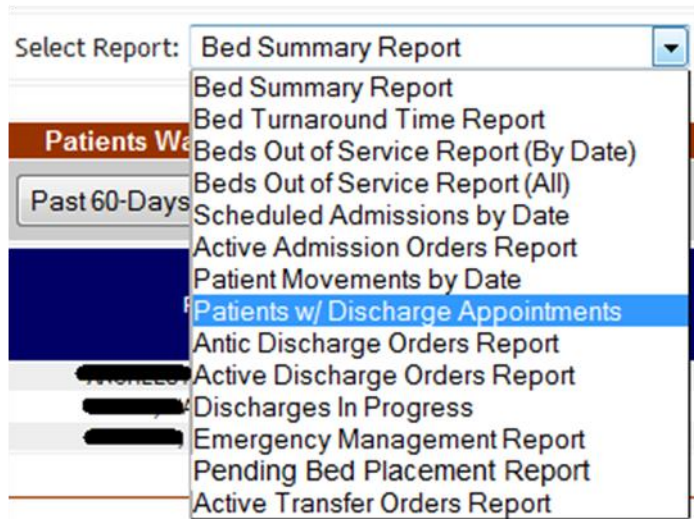 Select Report: Bed Summary Report
Bed Summary Report
Bed Turnaround Time Report
Patients
Beds Out of Service Report (By Date)
Beds Out of Service Report (All)
Past 60-Days
Scheduled Admissions by Date
Active Admission Orders Report
Patient Movements by Date
Patients w/ Discharge Appointments
Antic Discharge Orders Report
Active Discharge Orders Report
Discharges In Progress
Emergency Management Report
Pending Bed Placement Report
Active Transfer Orders Report